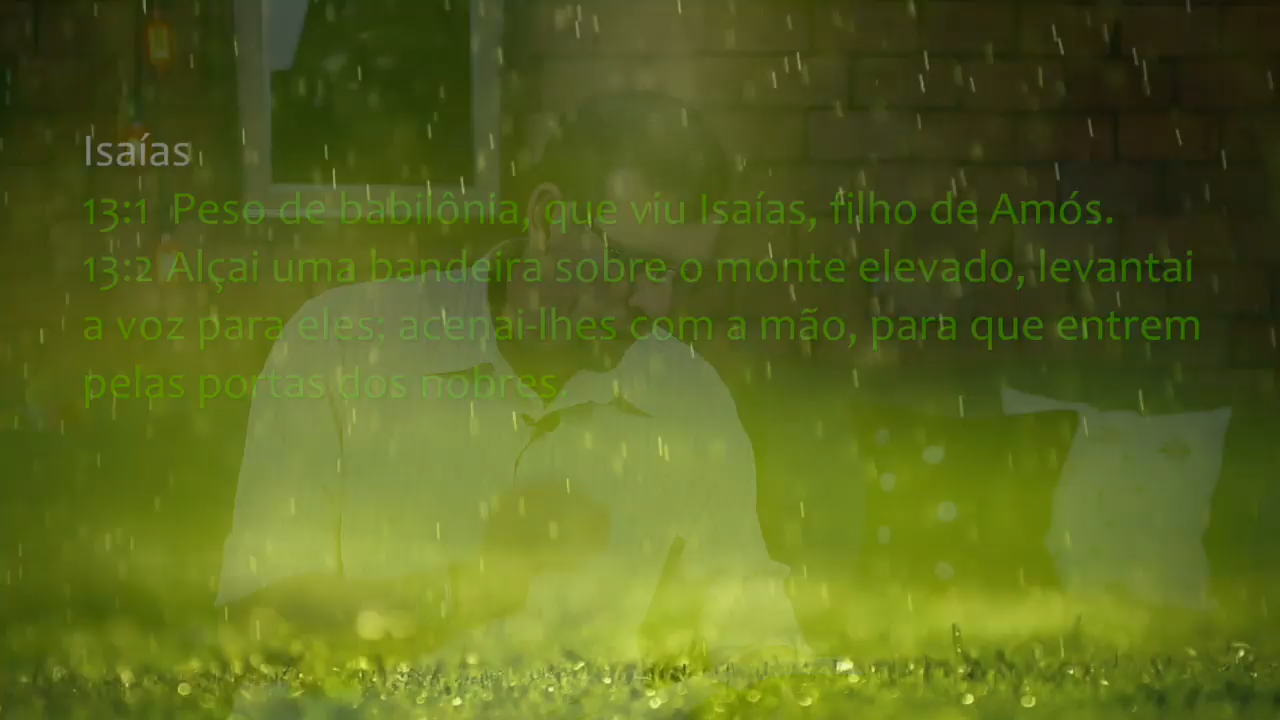 Isaías
13:1 Peso de babilônia, que viu Isaías, filho de Amós.
13:2 Alçai uma bandeira sobre o monte elevado, levantai
a voz para eles; acenai-lhes com a mão, para que entrem
pelas portas dos nobres.